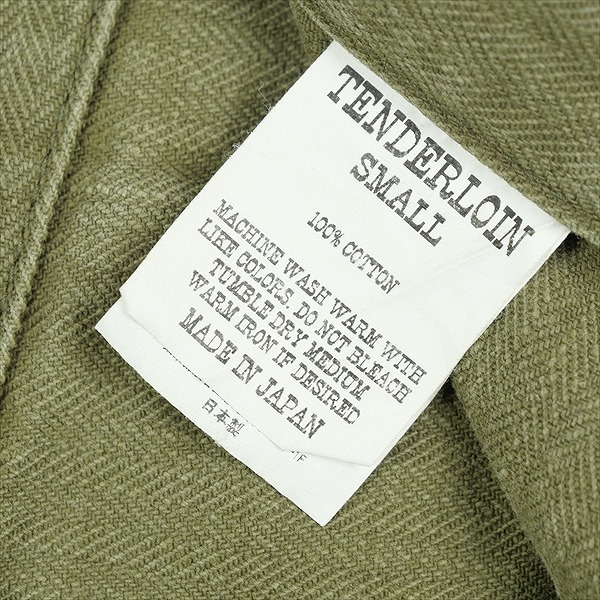 TENDERLOIN
SMALL
100% COTTON
MACHINE WASH WARM WITH
LIKE COLORS, DO NOT BLEACH
TUMBLE DRY MEDIUM
WARM IRON IF DESIRED
MADE IN JAPAN
日本製